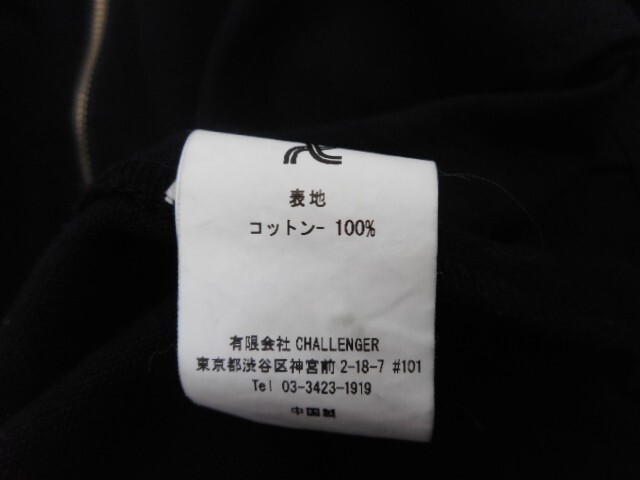 表地
コットン- 100%
有限会社 CHALLENGER
東京都渋谷区神宮前 2-18-7 #101
Tel 03-3423-1919
中国製